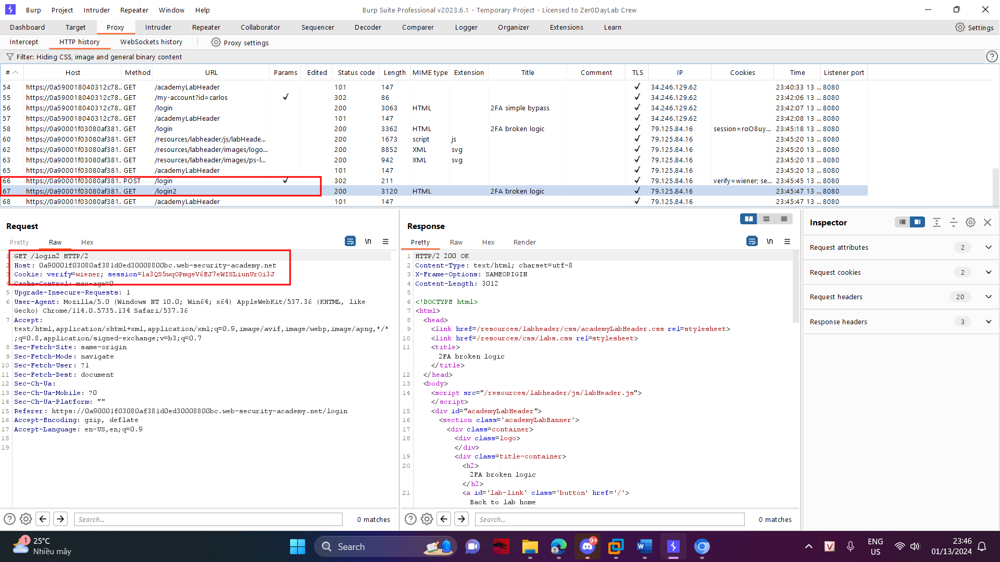 Burp Project Intruder Repeater Window Help Burp Suite Professional v2023.6.1 - Temporary Project - Licensed to Zer0DayLab Crew
Dashboard Target Proxy Intruder Repeater Collaborator Sequencer Decoder Comparer Logger Organizer Extensions Learn Settings
Intercept HTTP history WebSockets history Proxy settings
Filter: Hiding CSS, image and general binary content
# Host Method URL Params Edited Status code Length MIME type Extension Title Comment TLS IP Cookies Time Listener port
54 https://0a590018040312c78... GET /academyLabHeader 101 147 ✓ 34.246.129.62 23:40:33 13 ... 8080
55 https://0a590018040312c78... GET /my-account?id=carlos ✓ 302 86 ✓ 34.246.129.62 23:42:06 13 ... 8080
56 https://0a590018040312c78... GET /login 200 3063 HTML 2FA simple bypass ✓ 34.246.129.62 23:42:07 13 ... 8080
57 https://0a590018040312c78... GET /academyLabHeader 101 147 ✓ 34.246.129.62 23:42:08 13 ... 8080
58 https://0a90001f03080af381... GET /login 200 3362 HTML 2FA broken logic ✓ 79.125.84.16 session=roO8uy... 23:45:18 13 ... 8080
60 https://0a90001f03080af381... GET /resources/labheader/js/labHeade... 200 1673 script js ✓ 79.125.84.16 23:45:20 13 ... 8080
62 https://0a90001f03080af381... GET /resources/labheader/images/logo... 200 8852 XML svg ✓ 79.125.84.16 23:45:20 13 ... 8080
63 https://0a90001f03080af381... GET /resources/labheader/images/ps-l... 200 942 XML svg ✓ 79.125.84.16 23:45:20 13 ... 8080
65 https://0a90001f03080af381... GET /academyLabHeader 101 147 ✓ 79.125.84.16 23:45:20 13 ... 8080
66 https://0a90001f03080af381... POST /login ✓ 302 211 ✓ 79.125.84.16 verify=wiener; se... 23:45:45 13 ... 8080
67 https://0a90001f03080af381... GET /login2 200 3120 HTML 2FA broken logic ✓ 79.125.84.16 23:45:47 13 ... 8080
68 https://0a90001f03080af381... GET /academyLabHeader 101 147 ✓ 79.125.84.16 23:45:47 13 ... 8080
Request
Pretty Raw Hex \n
1 GET /login2 HTTP/2
2 Host: 0a90001f03080af381d0ed30008800bc.web-security-academy.net
3 Cookie: verify=wiener; session=1a3QS5wqOPmgeV6EJ7eWISLiunUrOi3J
4 Cache-Control: max-age=0
5 Upgrade-Insecure-Requests: 1
6 User-Agent: Mozilla/5.0 (Windows NT 10.0; Win64; x64) AppleWebKit/537.36 (KHTML, like
Gecko) Chrome/114.0.5735.134 Safari/537.36
7 Accept:
text/html,application/xhtml+xml,application/xml;q=0.9,image/avif,image/webp,image/apng,*/*
;q=0.8,application/signed-exchange;v=b3;q=0.7
8 Sec-Fetch-Site: same-origin
9 Sec-Fetch-Mode: navigate
10 Sec-Fetch-User: ?1
11 Sec-Fetch-Dest: document
12 Sec-Ch-Ua:
13 Sec-Ch-Ua-Mobile: ?0
14 Sec-Ch-Ua-Platform: ""
15 Referer: https://0a90001f03080af381d0ed30008800bc.web-security-academy.net/login
16 Accept-Encoding: gzip, deflate
17 Accept-Language: en-US,en;q=0.9
18
19
Search... 0 matches
Response
Pretty Raw Hex Render \n
1 HTTP/2 200 OK
2 Content-Type: text/html; charset=utf-8
3 X-Frame-Options: SAMEORIGIN
4 Content-Length: 3012
5
6 <!DOCTYPE html>
7 <html>
8 <head>
9 <link href=/resources/labheader/css/academyLabHeader.css rel=stylesheet>
10 <link href=/resources/css/labs.css rel=stylesheet>
11 <title>
2FA broken logic
</title>
12 </head>
13 <body>
14 <script src="/resources/labheader/js/labHeader.js">
</script>
15 <div id="academyLabHeader">
16 <section class='academyLabBanner'>
17 <div class=container>
18 <div class=logo>
</div>
19 <div class=title-container>
20 <h2>
2FA broken logic
</h2>
21 <a id='lab-link' class='button' href='/'>
Back to lab home
Search... 0 matches
Inspector
Request attributes 2
Request cookies 2
Request headers 20
Response headers 3
1 25°C
Nhiều mây
Search
9+
ENG
US
23:46
01/13/2024